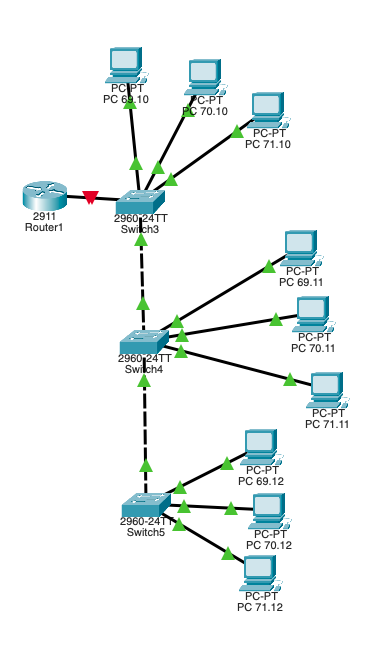 PC-PT
PC 69.10
PC-PT
PC 70.10
PC-PT
PC 71.10
2911
Router1
2960-24TT
Switch3
PC-PT
PC 69.11
PC-PT
PC 70.11
2960-24TT
Switch4
PC-PT
PC 71.11
PC-PT
PC 69.12
2960-24TT
Switch5
PC-PT
PC 70.12
PC-PT
PC 71.12